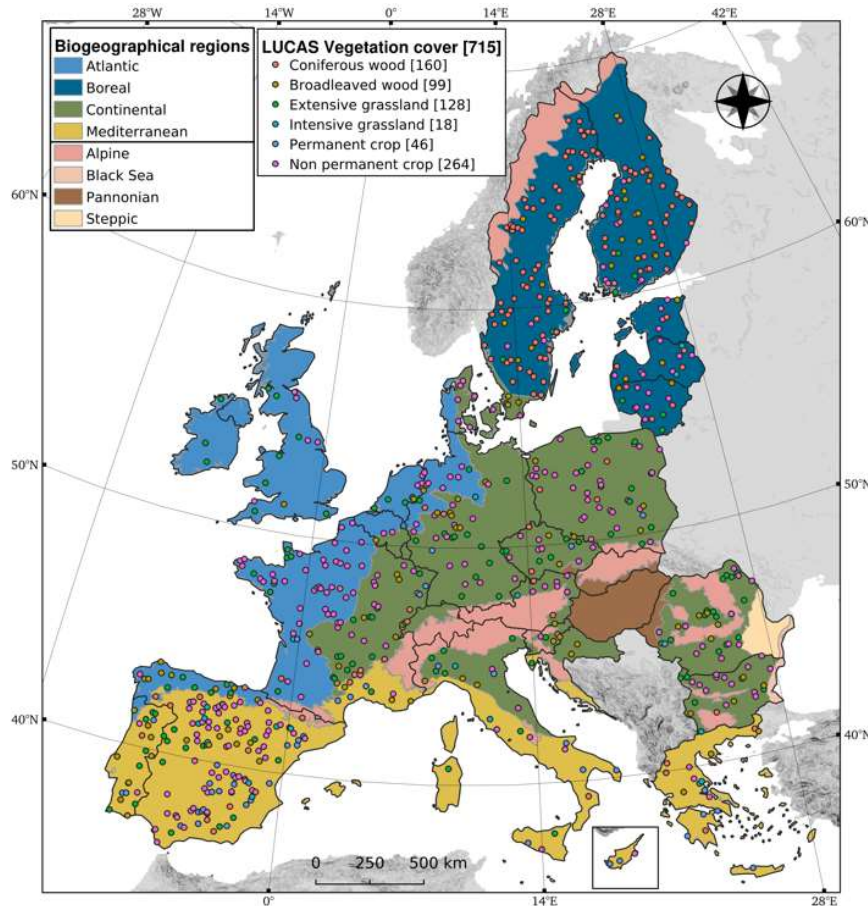 28°W
14°W
0°
14°E
28°E
42°E
Biogeographical regions
Atlantic
Boreal
Continental
Mediterranean
Alpine
Black Sea
Pannonian
Steppic
LUCAS Vegetation cover [715]
Coniferous wood [160]
Broadleaved wood [99]
Extensive grassland [128]
Intensive grassland [18]
Permanent crop [46]
Non permanent crop [264]
60°N
60°N
50°N
50°N
40°N
40°N
0 250 500 km
0°
14°E
28°E